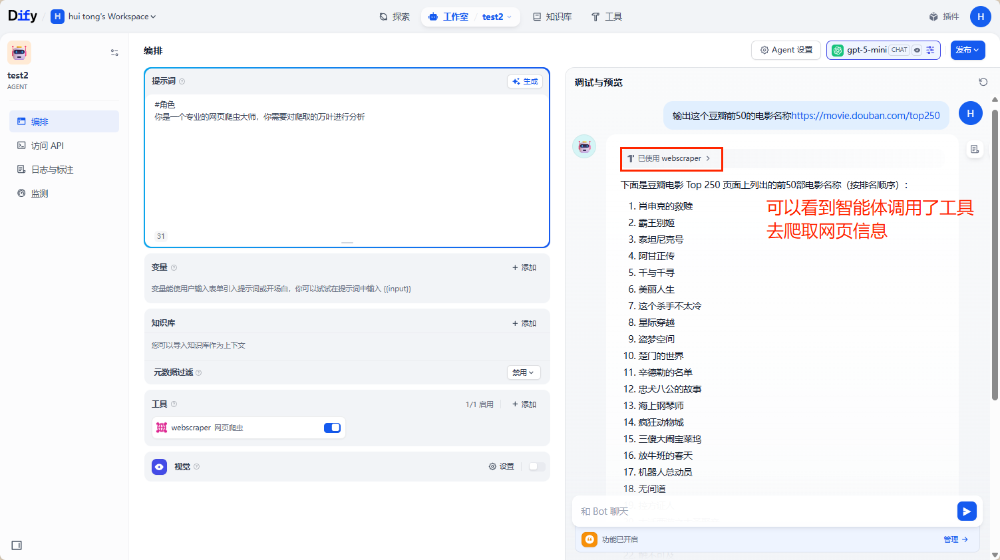 Dify
H hui tong's Workspace
探索
工作室
test2
知识库
工具
插件
H
test2
AGENT
编排
访问 API
日志与标注
监测
编排
Agent 设置
gpt-5-mini CHAT
发布
提示词
生成
#角色
你是一个专业的网页爬虫大师，你需要对爬取的万叶进行分析
31
变量
+ 添加
变量能使用户输入表单引入提示词或开场白，你可以试试在提示词中输入 {{input}}
知识库
+ 添加
您可以导入知识库作为上下文
元数据过滤
禁用
工具
1/1 启用
+ 添加
webscraper 网页爬虫
视觉
设置
调试与预览
输出这个豆瓣前50的电影名称https://movie.douban.com/top250
H
已使用 webscraper
下面是豆瓣电影 Top 250 页面上列出的前50部电影名称（按排名顺序）：
1. 肖申克的救赎
2. 霸王别姬
3. 泰坦尼克号
4. 阿甘正传
5. 千与千寻
6. 美丽人生
7. 这个杀手不太冷
8. 星际穿越
9. 盗梦空间
10. 楚门的世界
11. 辛德勒的名单
12. 忠犬八公的故事
13. 海上钢琴师
14. 疯狂动物城
15. 三傻大闹宝莱坞
16. 放牛班的春天
17. 机器人总动员
18. 无间道
可以看到智能体调用了工具
去爬取网页信息
和 Bot 聊天
功能已开启
管理